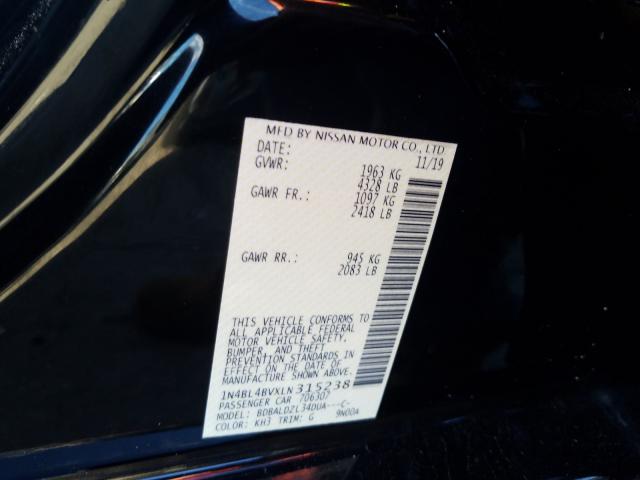 MFD BY NISSAN MOTOR CO., LTD
DATE: 11/19
GVWR: 1963 KG
4328 LB
GAWR FR.: 1097 KG
2418 LB
GAWR RR.: 945 KG
2083 LB
THIS VEHICLE CONFORMS TO
ALL APPLICABLE FEDERAL
MOTOR VEHICLE SAFETY,
BUMPER, AND THEFT
PREVENTION STANDARDS IN
EFFECT ON THE DATE OF
MANUFACTURE SHOWN ABOVE.
1N4BL4BVXLN315238
PASSENGER CAR 706307
MODEL: BDBALDZL34DUA---C-
COLOR: KH3 TRIM: G 9N00A